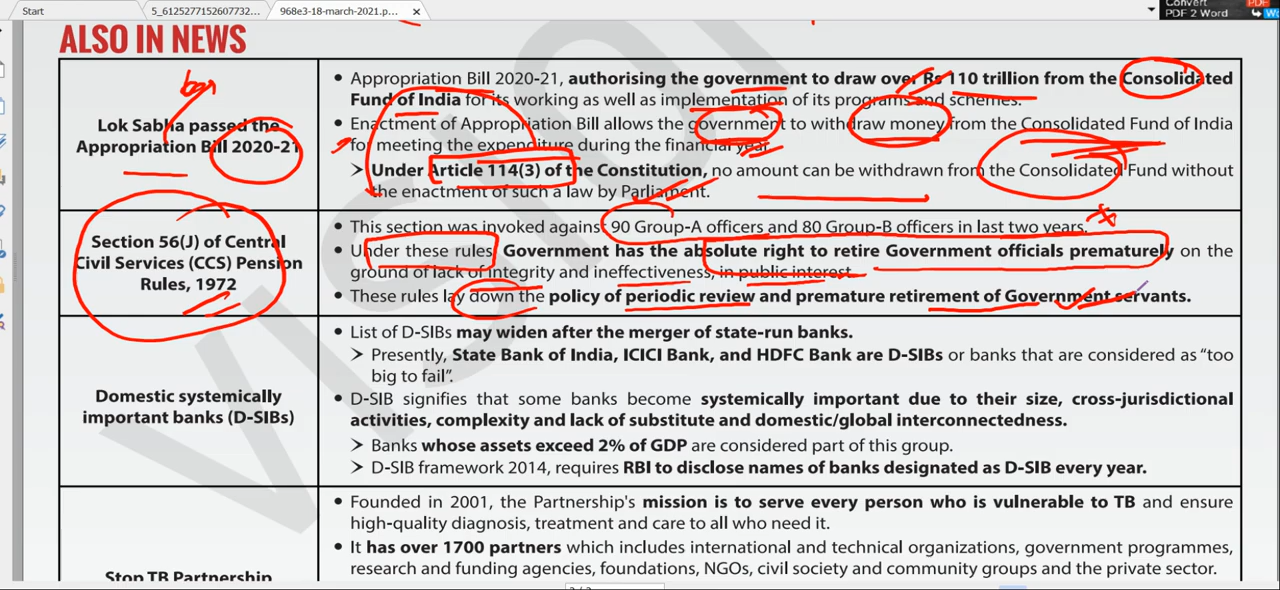 Start
5_6125277152607732...
968e3-18-march-2021.p...
Convert
PDF 2 Word
PDF
ALSO IN NEWS
Lok Sabha passed the
Appropriation Bill 2020-21
• Appropriation Bill 2020-21, authorising the government to draw over Rs 110 trillion from the Consolidated
Fund of India for its working as well as implementation of its programs and schemes.
• Enactment of Appropriation Bill allows the government to withdraw money from the Consolidated Fund of India
for meeting the expenditure during the financial year.
➤ Under Article 114(3) of the Constitution, no amount can be withdrawn from the Consolidated Fund without
the enactment of such a law by Parliament.
Section 56(J) of Central
Civil Services (CCS) Pension
Rules, 1972
• This section was invoked against 90 Group-A officers and 80 Group-B officers in last two years.
• Under these rules Government has the absolute right to retire Government officials prematurely on the
ground of lack of integrity and ineffectiveness, in public interest.
• These rules lay down the policy of periodic review and premature retirement of Government servants.
Domestic systemically
important banks (D-SIBs)
• List of D-SIBs may widen after the merger of state-run banks.
➤ Presently, State Bank of India, ICICI Bank, and HDFC Bank are D-SIBs or banks that are considered as “too
big to fail”.
• D-SIB signifies that some banks become systemically important due to their size, cross-jurisdictional
activities, complexity and lack of substitute and domestic/global interconnectedness.
➤ Banks whose assets exceed 2% of GDP are considered part of this group.
➤ D-SIB framework 2014, requires RBI to disclose names of banks designated as D-SIB every year.
Stop TB Partnership
• Founded in 2001, the Partnership's mission is to serve every person who is vulnerable to TB and ensure
high-quality diagnosis, treatment and care to all who need it.
• It has over 1700 partners which includes international and technical organizations, government programmes,
research and funding agencies, foundations, NGOs, civil society and community groups and the private sector.